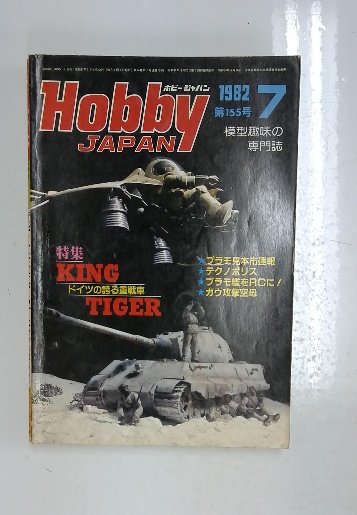 ホビージャパン
Hobby
JAPAN
1982 7
第155号
模型趣味の
専門誌
特集
KING
ドイツの誇る重戦車
TIGER
★プラモ見本市速報
★テクノポリス
★プラモ艦をRCに!
★ガウ攻撃空母